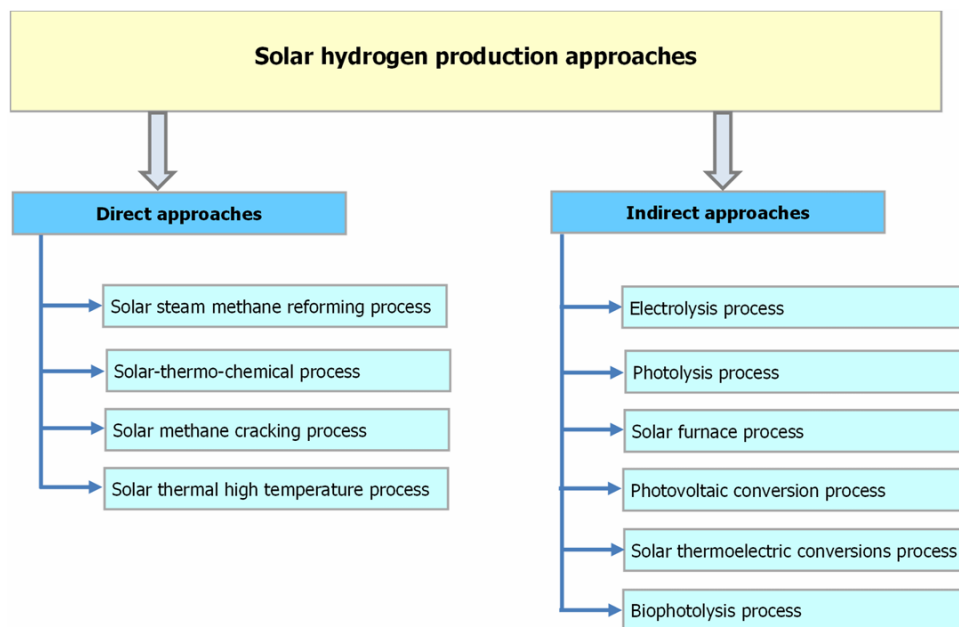 Solar hydrogen production approaches
Direct approaches
Solar steam methane reforming process
Solar-thermo-chemical process
Solar methane cracking process
Solar thermal high temperature process
Indirect approaches
Electrolysis process
Photolysis process
Solar furnace process
Photovoltaic conversion process
Solar thermoelectric conversions process
Biophotolysis process